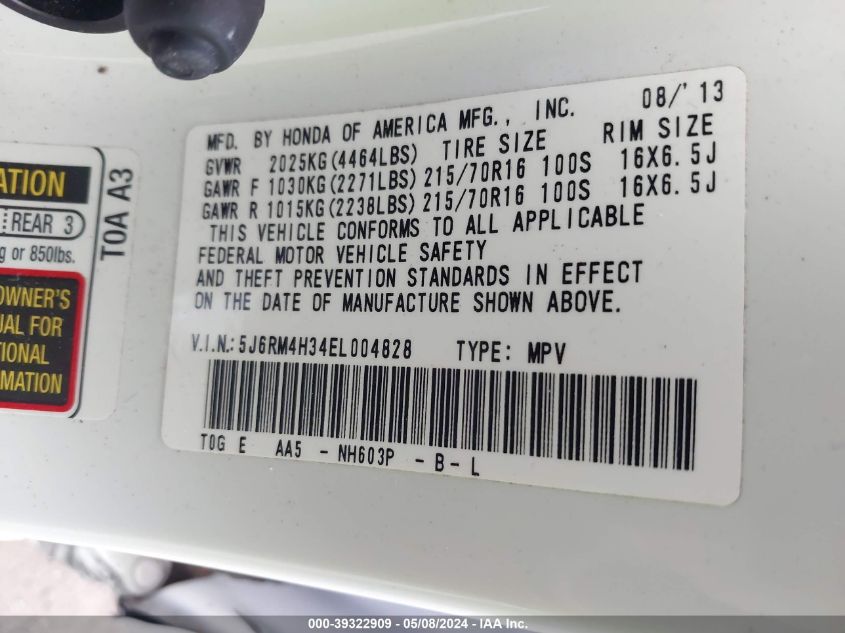 08/'13
MFD. BY HONDA OF AMERICA MFG., INC.
GVWR 2025KG(4464LBS) TIRE SIZE RIM SIZE
GAWR F 1030KG(2271LBS) 215/70R16 100S 16X6.5J
GAWR R 1015KG(2238LBS) 215/70R16 100S 16X6.5J
THIS VEHICLE CONFORMS TO ALL APPLICABLE
FEDERAL MOTOR VEHICLE SAFETY
AND THEFT PREVENTION STANDARDS IN EFFECT
ON THE DATE OF MANUFACTURE SHOWN ABOVE.
V.I.N.: 5J6RM4H34EL004828 TYPE: MPV
T0G E AA5 - NH603P - B - L
ATION
REAR 3
g or 850lbs.
T0A A3
OWNER'S
UAL FOR
TIONAL
RMATION
000-39322909 - 05/08/2024 - IAA Inc.